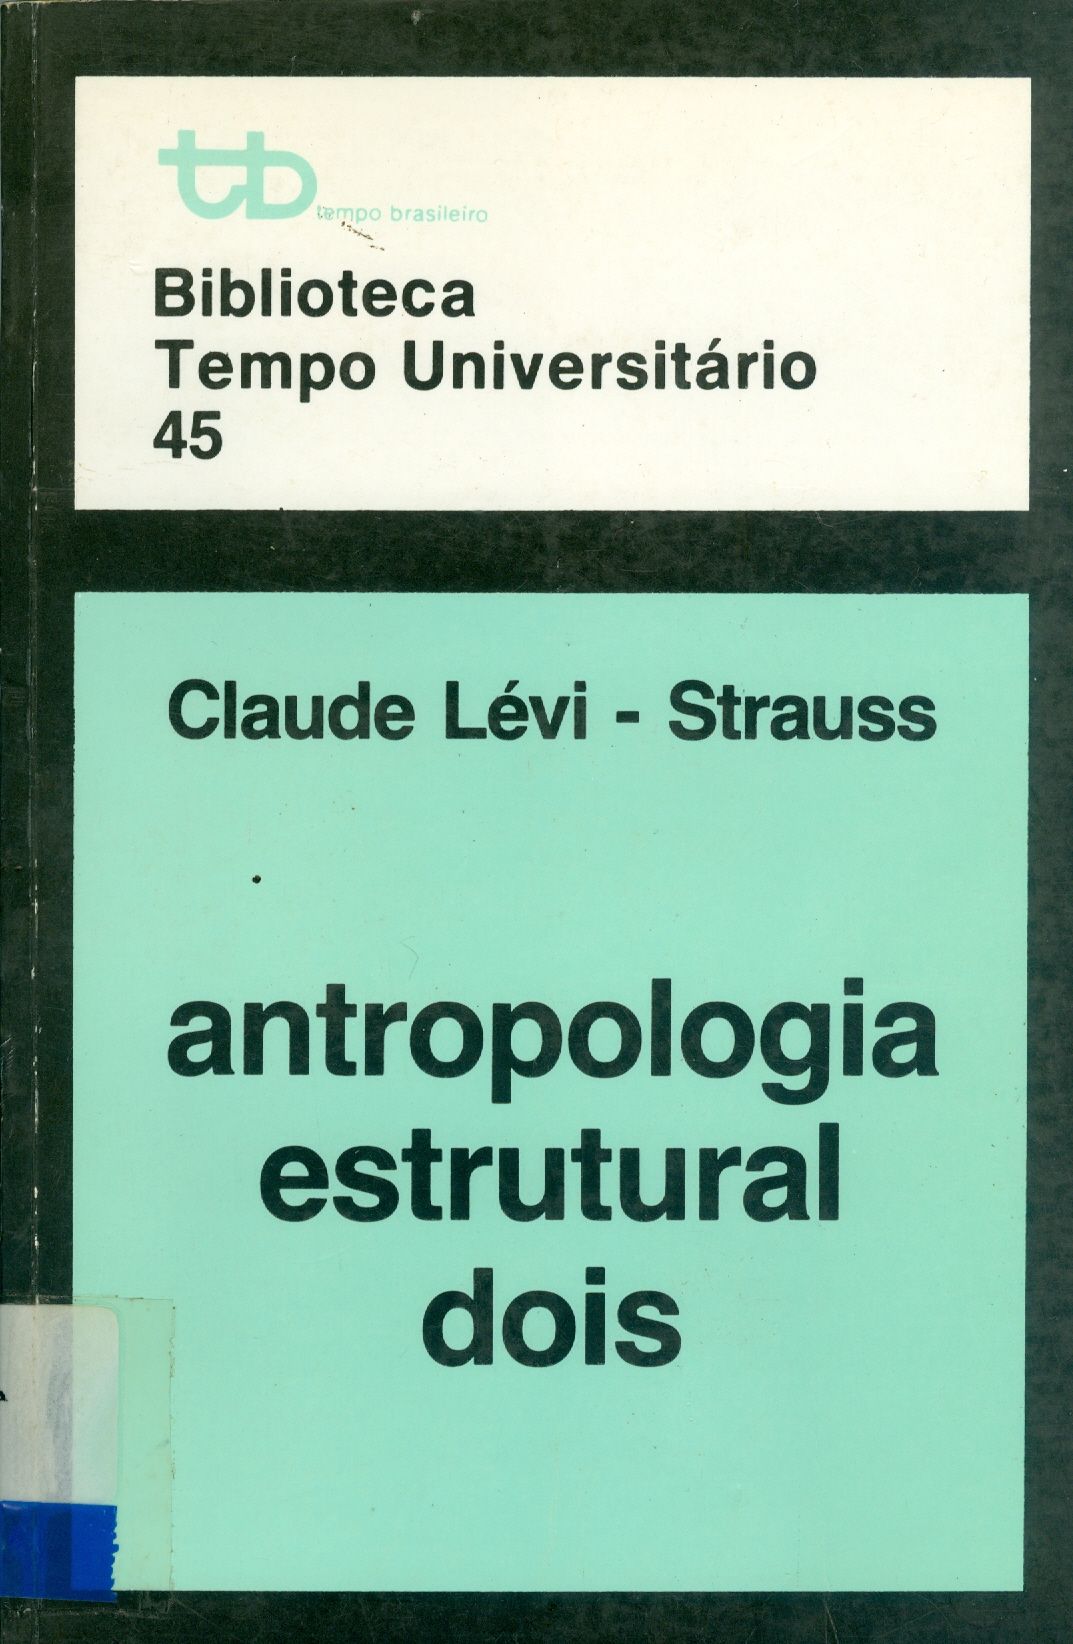 tb
tempo brasileiro
Biblioteca
Tempo Universitário
45
Claude Lévi - Strauss
antropologia
estrutural
dois